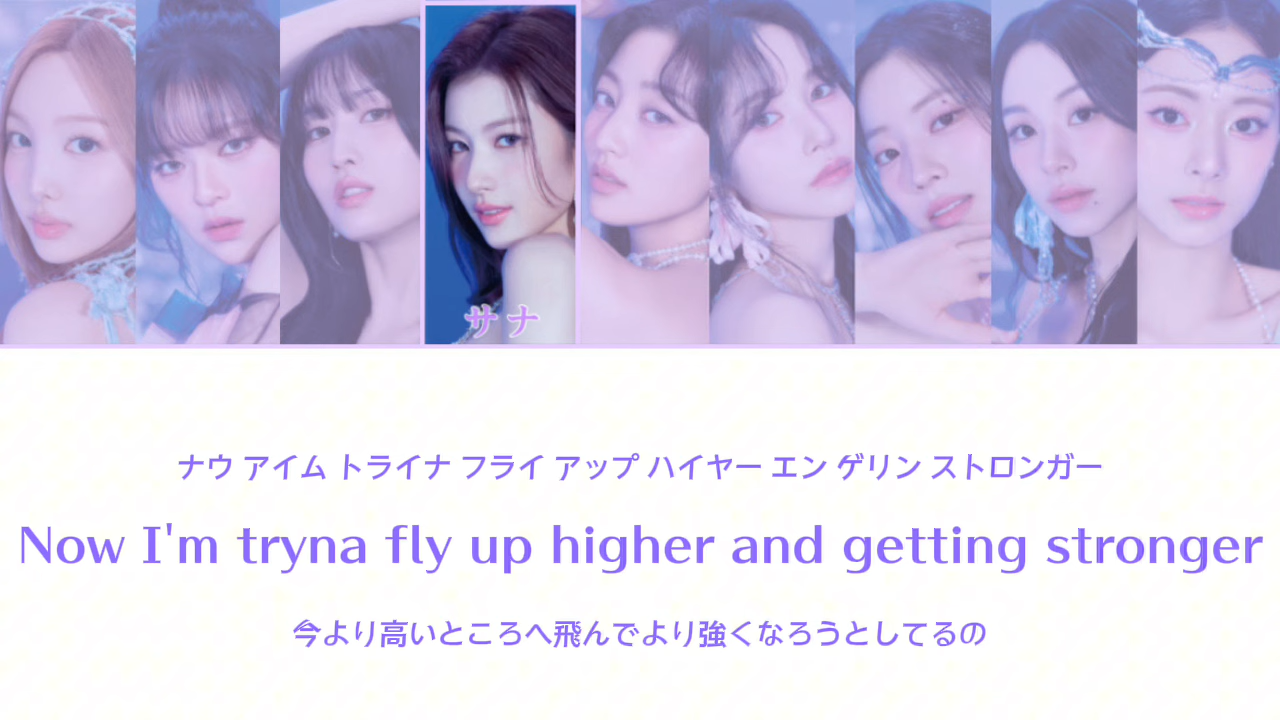 サナ
ナウ アイム トライナ フライ アップ ハイヤー エン ゲリン ストロンガー
Now I'm tryna fly up higher and getting stronger
今より高いところへ飛んでより強くなろうとしてるの